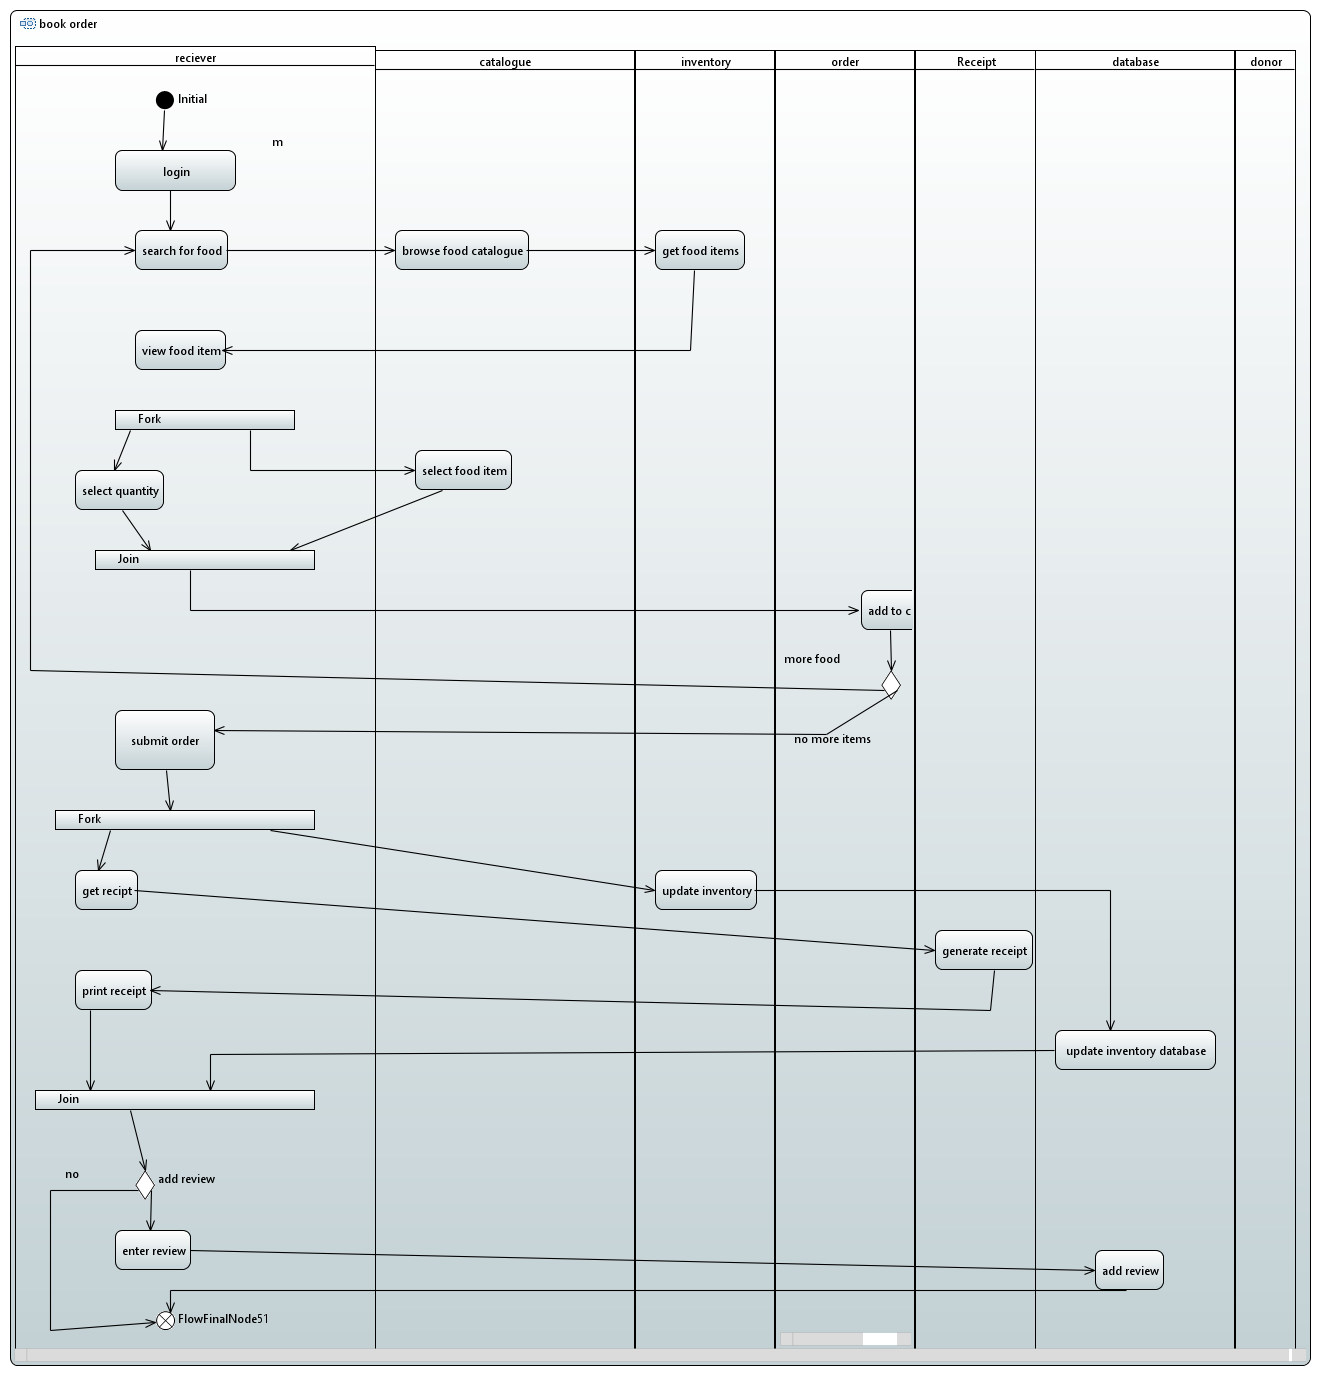 book order
reciever
catalogue
inventory
order
Receipt
database
donor
Initial
m
login
search for food
browse food catalogue
get food items
view food item
Fork
select food item
select quantity
Join
add to c
more food
no more items
submit order
Fork
get recipt
update inventory
generate receipt
print receipt
update inventory database
Join
no
add review
enter review
add review
FlowFinalNode51